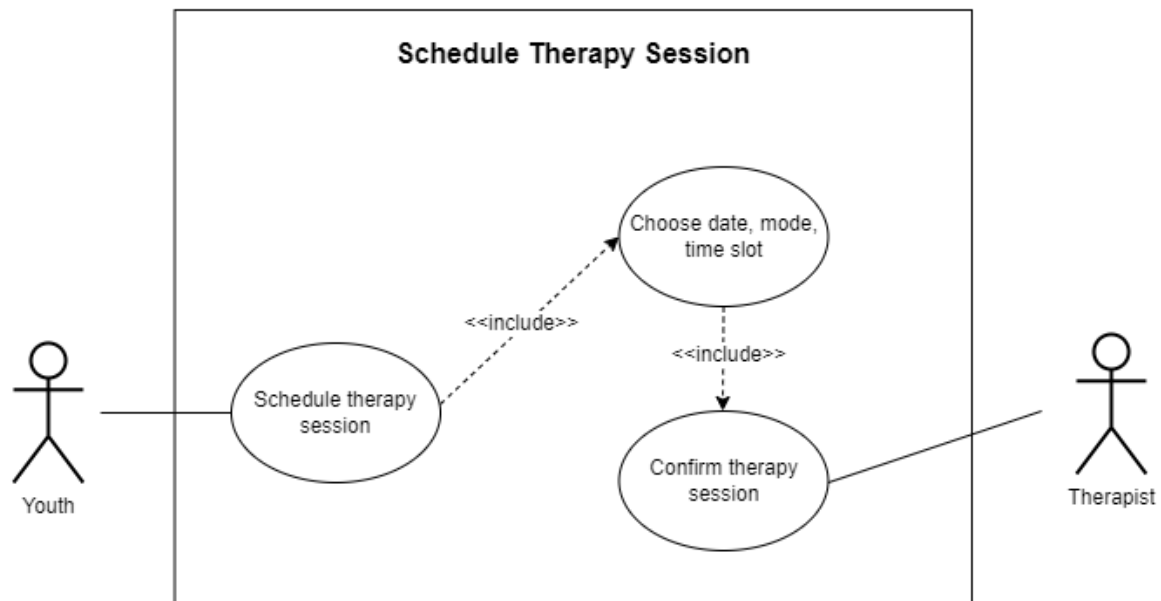 Schedule Therapy Session
Choose date, mode,
time slot
<<include>>
<<include>>
Schedule therapy
session
Confirm therapy
session
Youth
Therapist